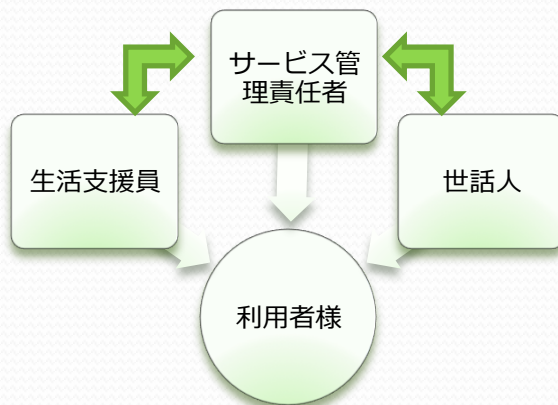 サービス管
理責任者
生活支援員
世話人
利用者様